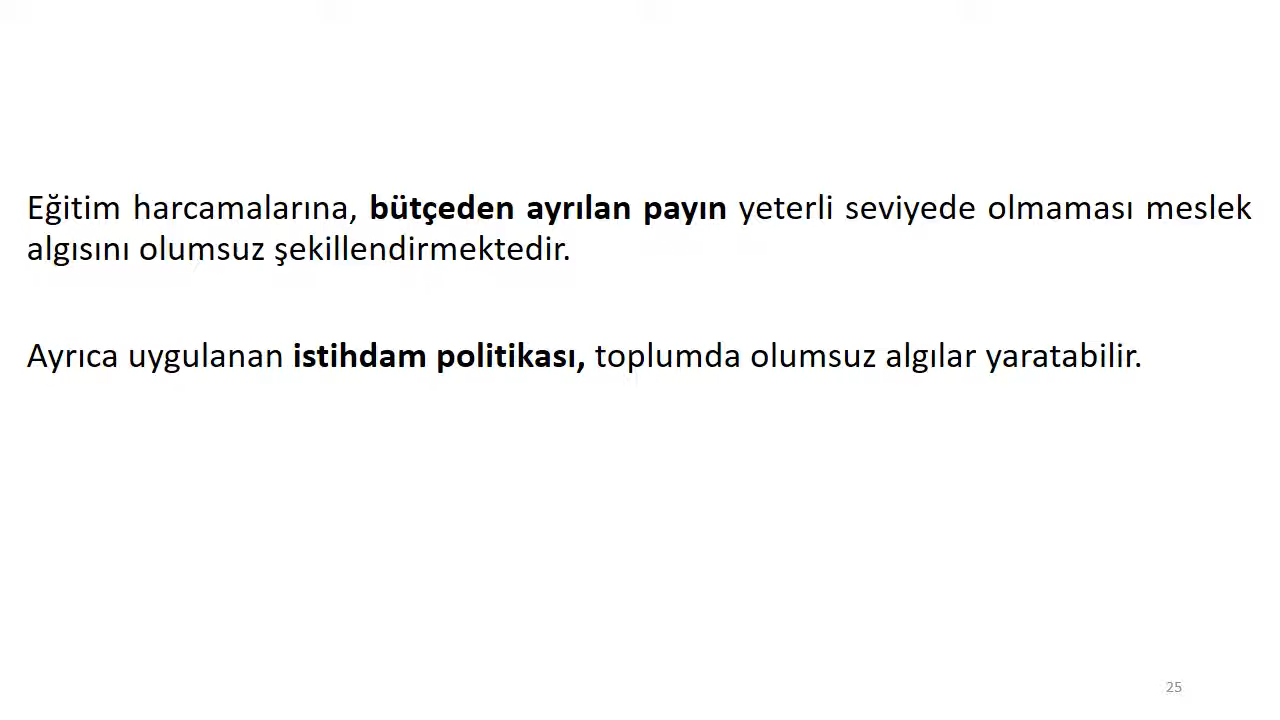 Eğitim harcamalarına, bütçeden ayrılan payın yeterli seviyede olmaması meslek
algısını olumsuz şekillendirmektedir.
Ayrıca uygulanan istihdam politikası, toplumda olumsuz algılar yaratabilir.
25